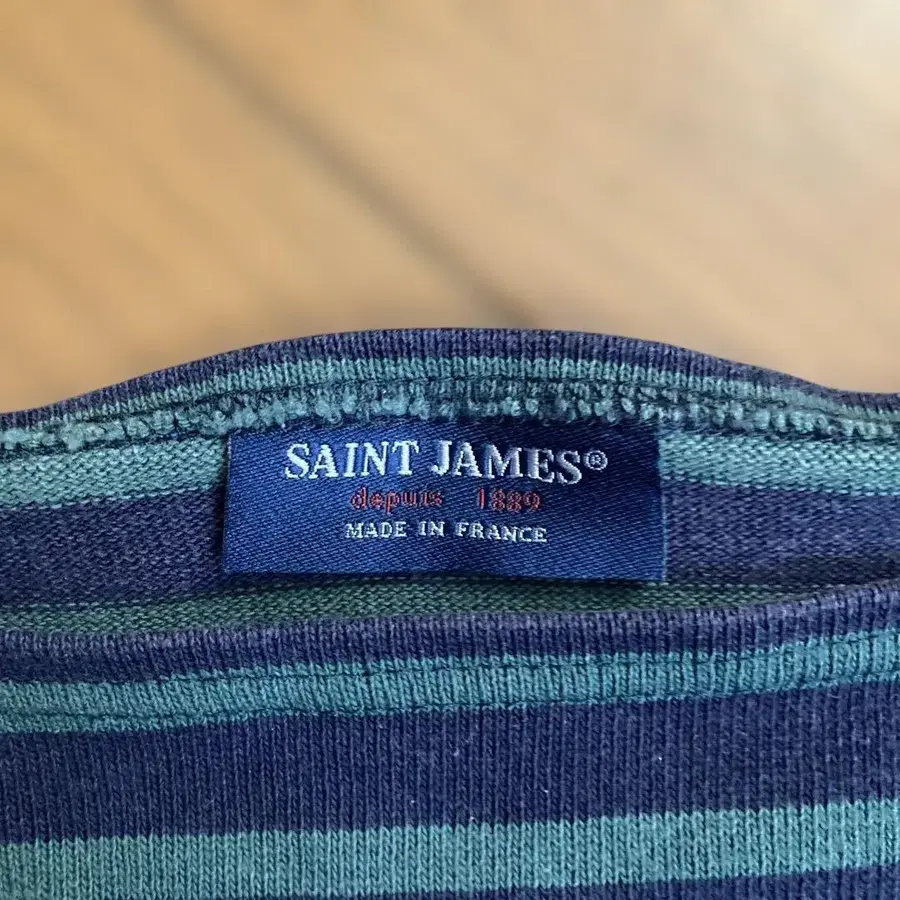 SAINT JAMES®
depuis 1889
MADE IN FRANCE